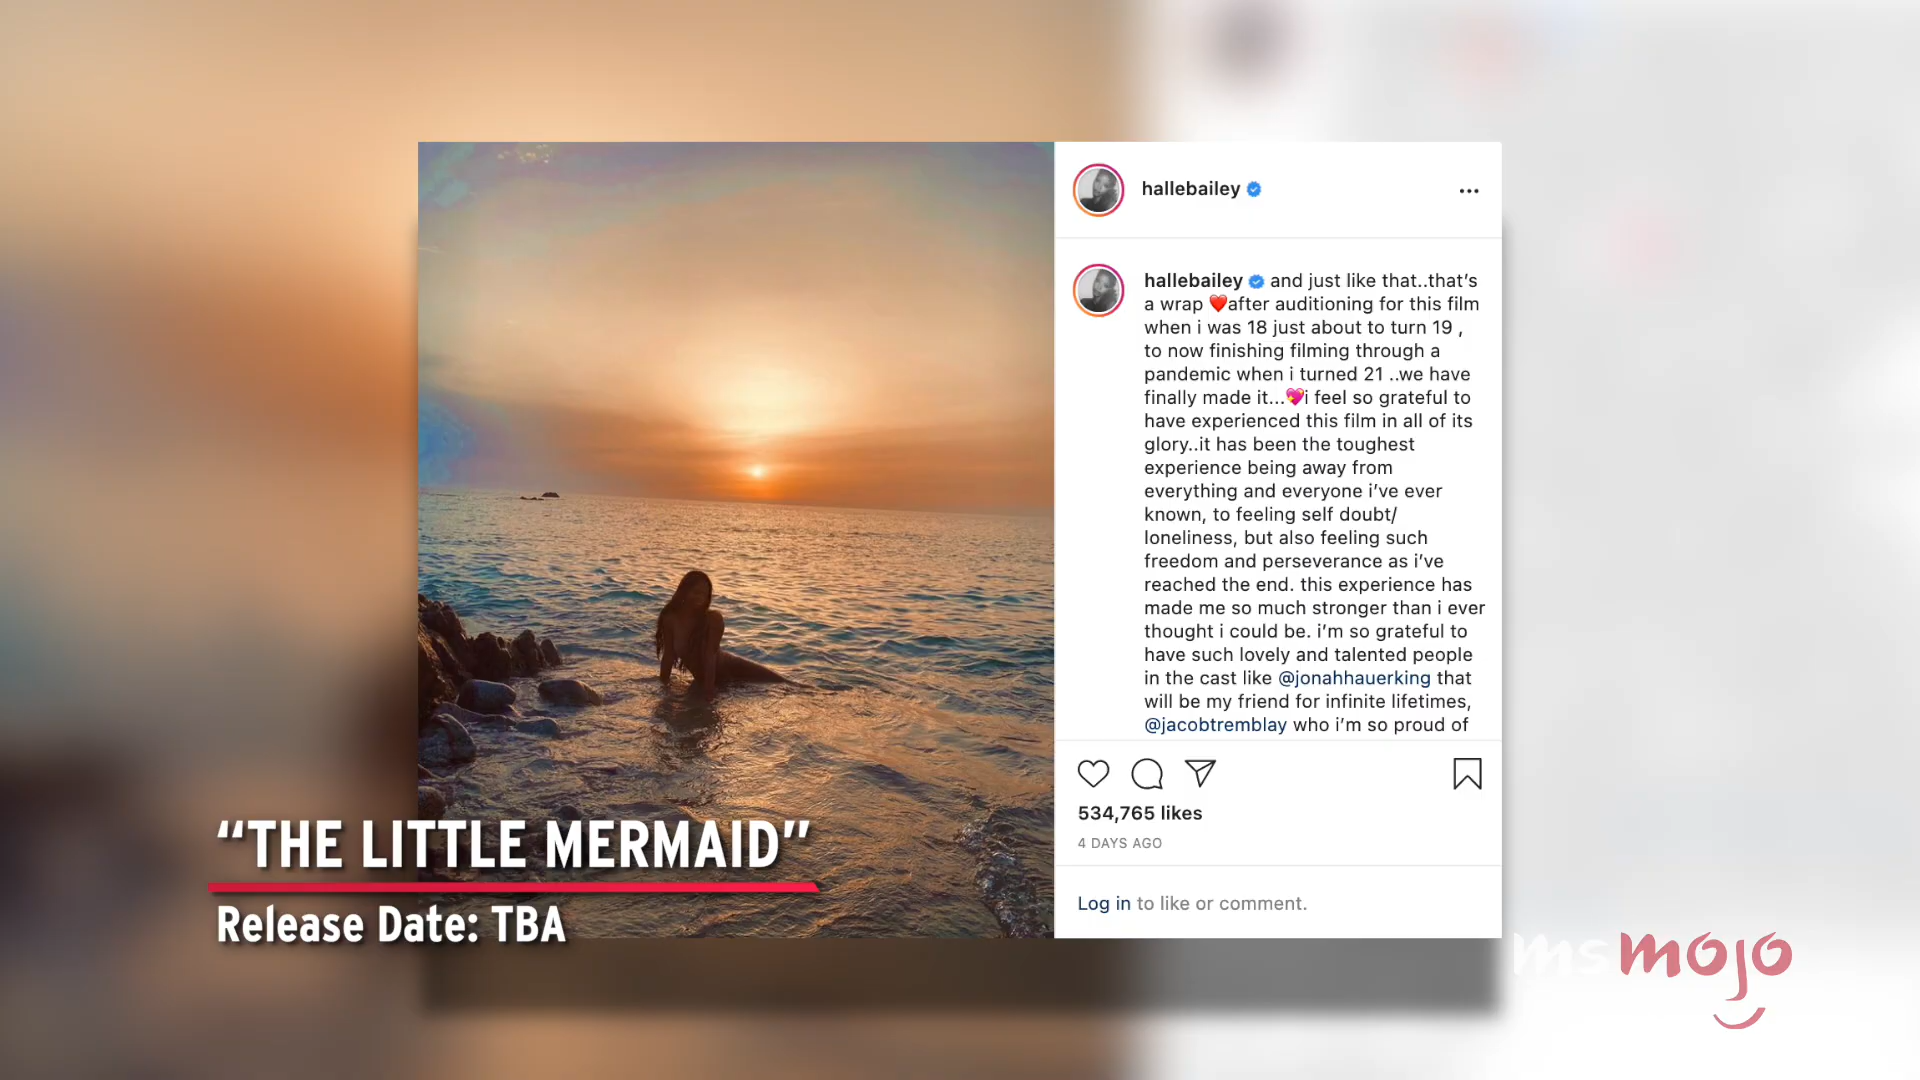 hallebailey
hallebailey and just like that..that's
a wrap ❤️after auditioning for this film
when i was 18 just about to turn 19 ,
to now finishing filming through a
pandemic when i turned 21 ..we have
finally made it...💖i feel so grateful to
have experienced this film in all of its
glory..it has been the toughest
experience being away from
everything and everyone i've ever
known, to feeling self doubt/
loneliness, but also feeling such
freedom and perseverance as i've
reached the end. this experience has
made me so much stronger than i ever
thought i could be. i'm so grateful to
have such lovely and talented people
in the cast like @jonahhauerking that
will be my friend for infinite lifetimes,
@jacobtremblay who i'm so proud of
534,765 likes
4 DAYS AGO
Log in to like or comment.
“THE LITTLE MERMAID”
Release Date: TBA
msmojo